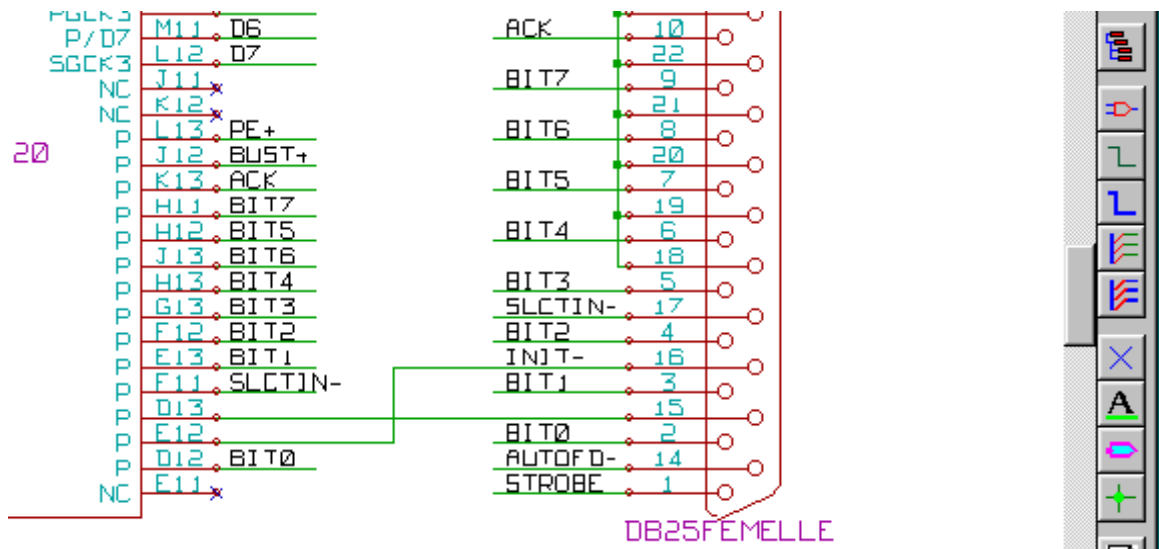 PGCK3
M11 D6 ACK 10
P/D7
L12 D7 22
SGCK3
J11 BIT7 9
NC
K12 21
NC
L13 PE+ BIT6 8
P
20 J12 BUST+ 20
P
K13 ACK BIT5 7
P
H11 BIT7 19
P
H12 BIT5 BIT4 6
P
J13 BIT6 18
P
H13 BIT4 BIT3 5
P
G13 BIT3 SLCTIN- 17
P
F12 BIT2 BIT2 4
P
E13 BIT1 INIT- 16
P
F11 SLCTIN- BIT1 3
P
D13 15
P
E12 BIT0 2
P
D12 BIT0 AUTOFD- 14
P
E11 STROBE 1
NC
DB25FEMELLE
A